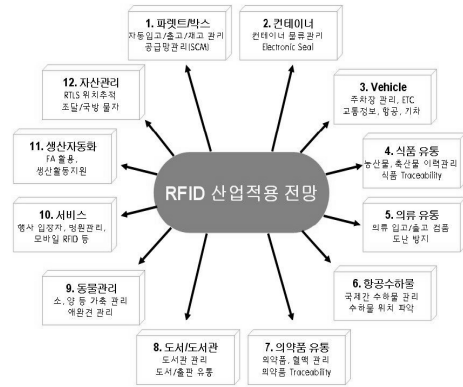 1. 파렛트/박스
자동입고/출고/재고 관리
공급망관리(SCM)
2. 컨테이너
컨테이너 물류관리
Electronic Seal
3. Vehicle
주차장 관리, ETC
교통정보, 항공, 기차
4. 식품 유통
농산물, 축산물 이력관리
식품 Traceability
5. 의류 유통
의류 입고/출고 검품
도난 방지
6. 항공수하물
국제간 수하물 관리
수하물 위치 파악
7. 의약품 유통
의약품, 혈액 관리
의약품 Traceability
8. 도서/도서관
도서관 관리
도서/출판 유통
9. 동물관리
소, 양 등 가축 관리
애완견 관리
10. 서비스
행사 입장자, 병원관리,
모바일 RFID 등
11. 생산자동화
FA 활용,
생산활동지원
12. 자산관리
RTLS 위치추적
조달/국방 물자
RFID 산업적용 전망